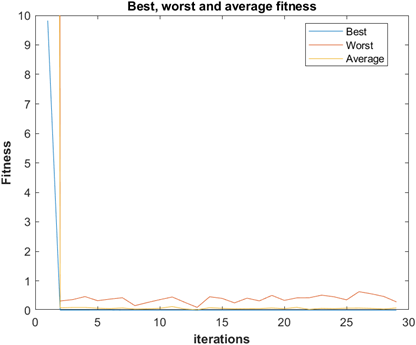 Best, worst and average fitness
Best
Worst
Average
Fitness
10
9
8
7
6
5
4
3
2
1
0
0 5 10 15 20 25 30
iterations